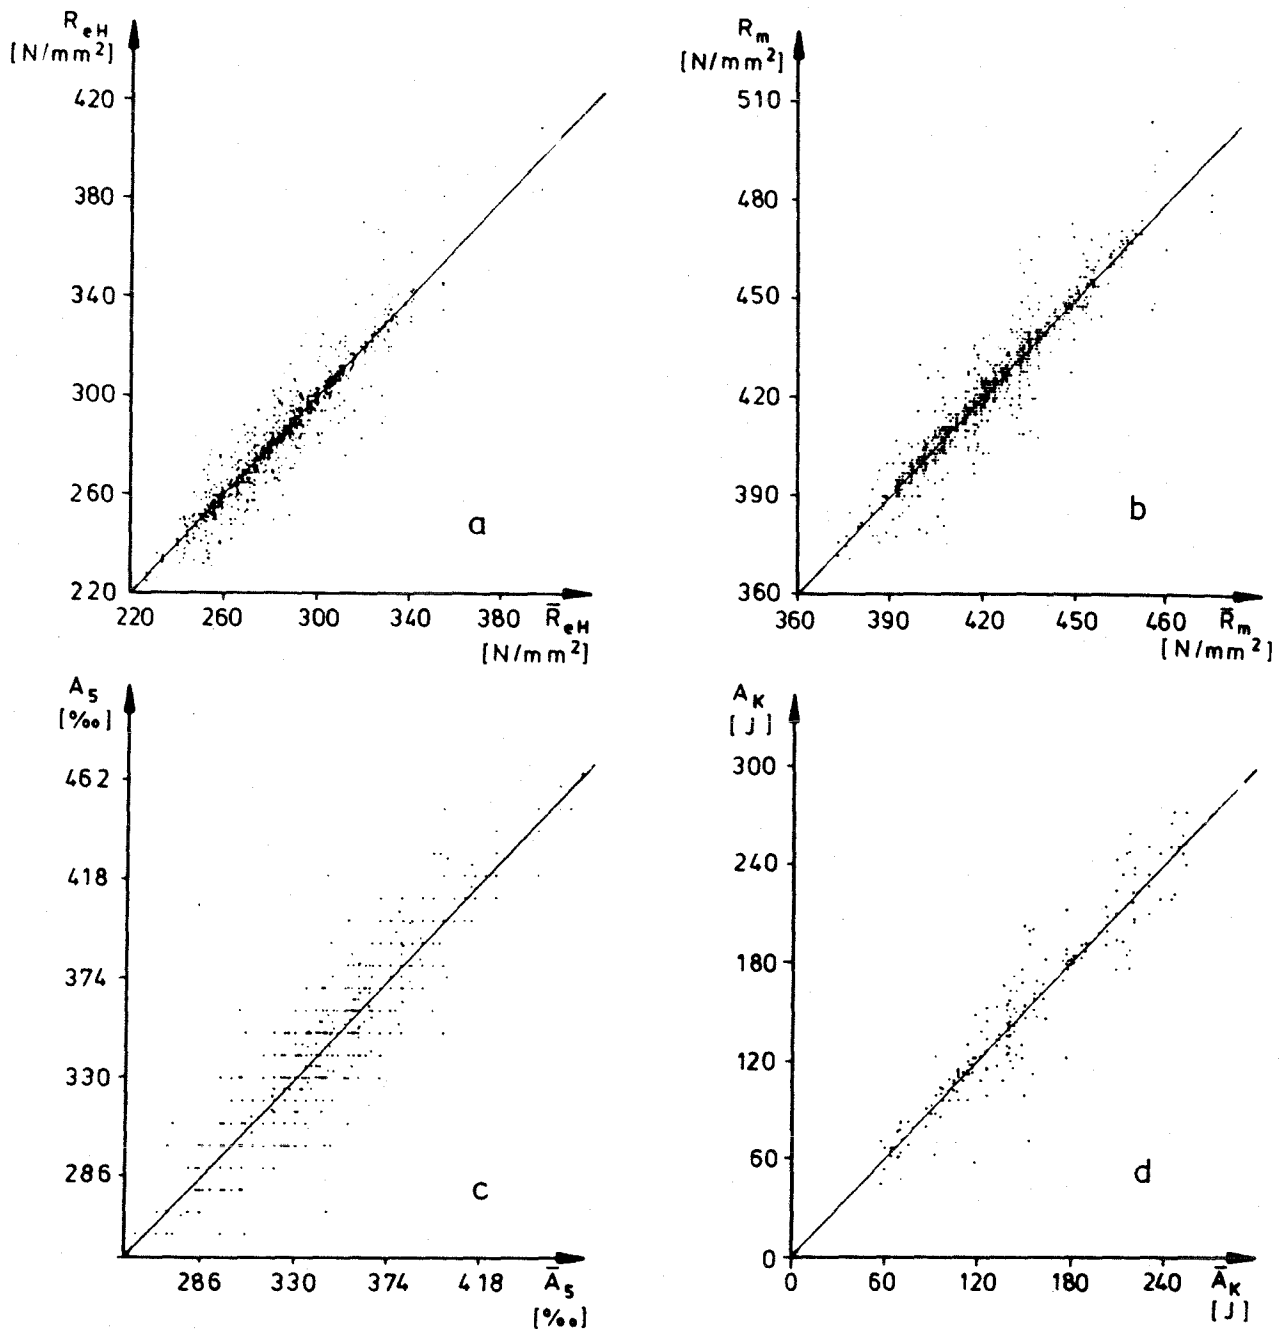 R_eH
[N/mm²]
420
380
340
300
260
220
220 260 300 340 380 R̄_eH
[N/mm²]
a
R_m
[N/mm²]
510
480
450
420
390
360
360 390 420 450 460 R̄_m
[N/mm²]
b
A_5
[‰]
462
418
374
330
286
286 330 374 418 Ā_5
[‰]
c
A_K
[J]
300
240
180
120
60
0
0 60 120 180 240 Ā_K
[J]
d